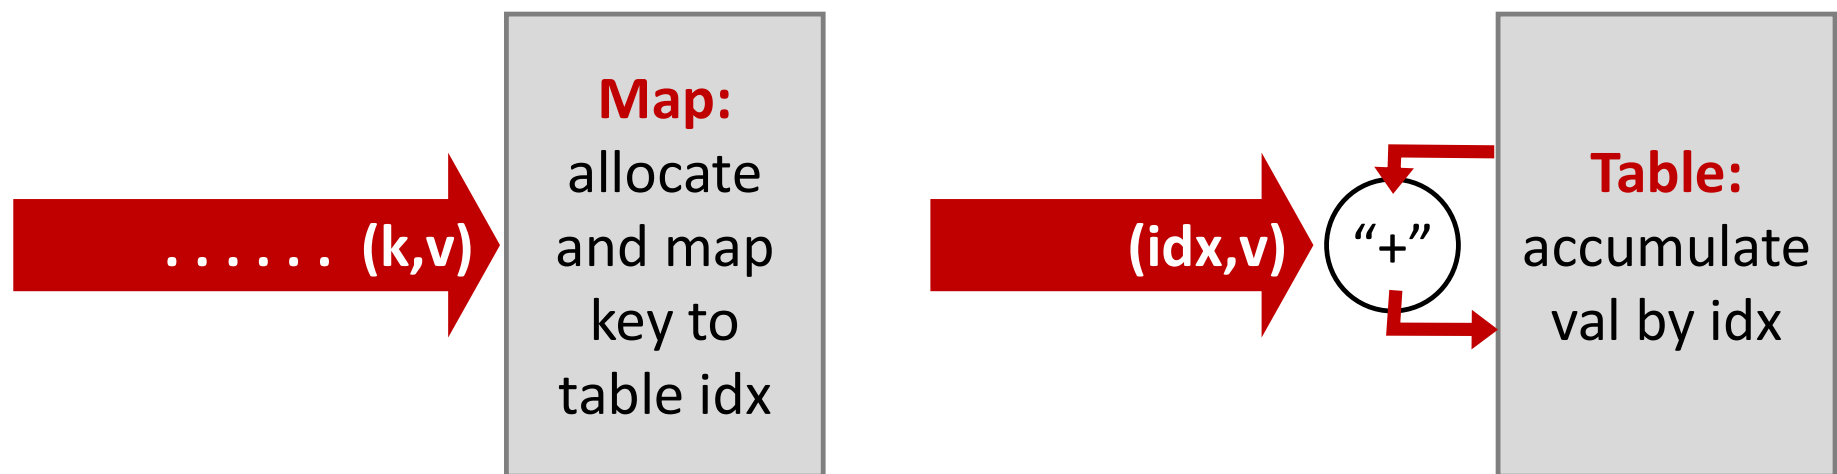 Map:
allocate
and map
key to
table idx
. . . . . . (k,v)
(idx,v)
“+”
Table:
accumulate
val by idx